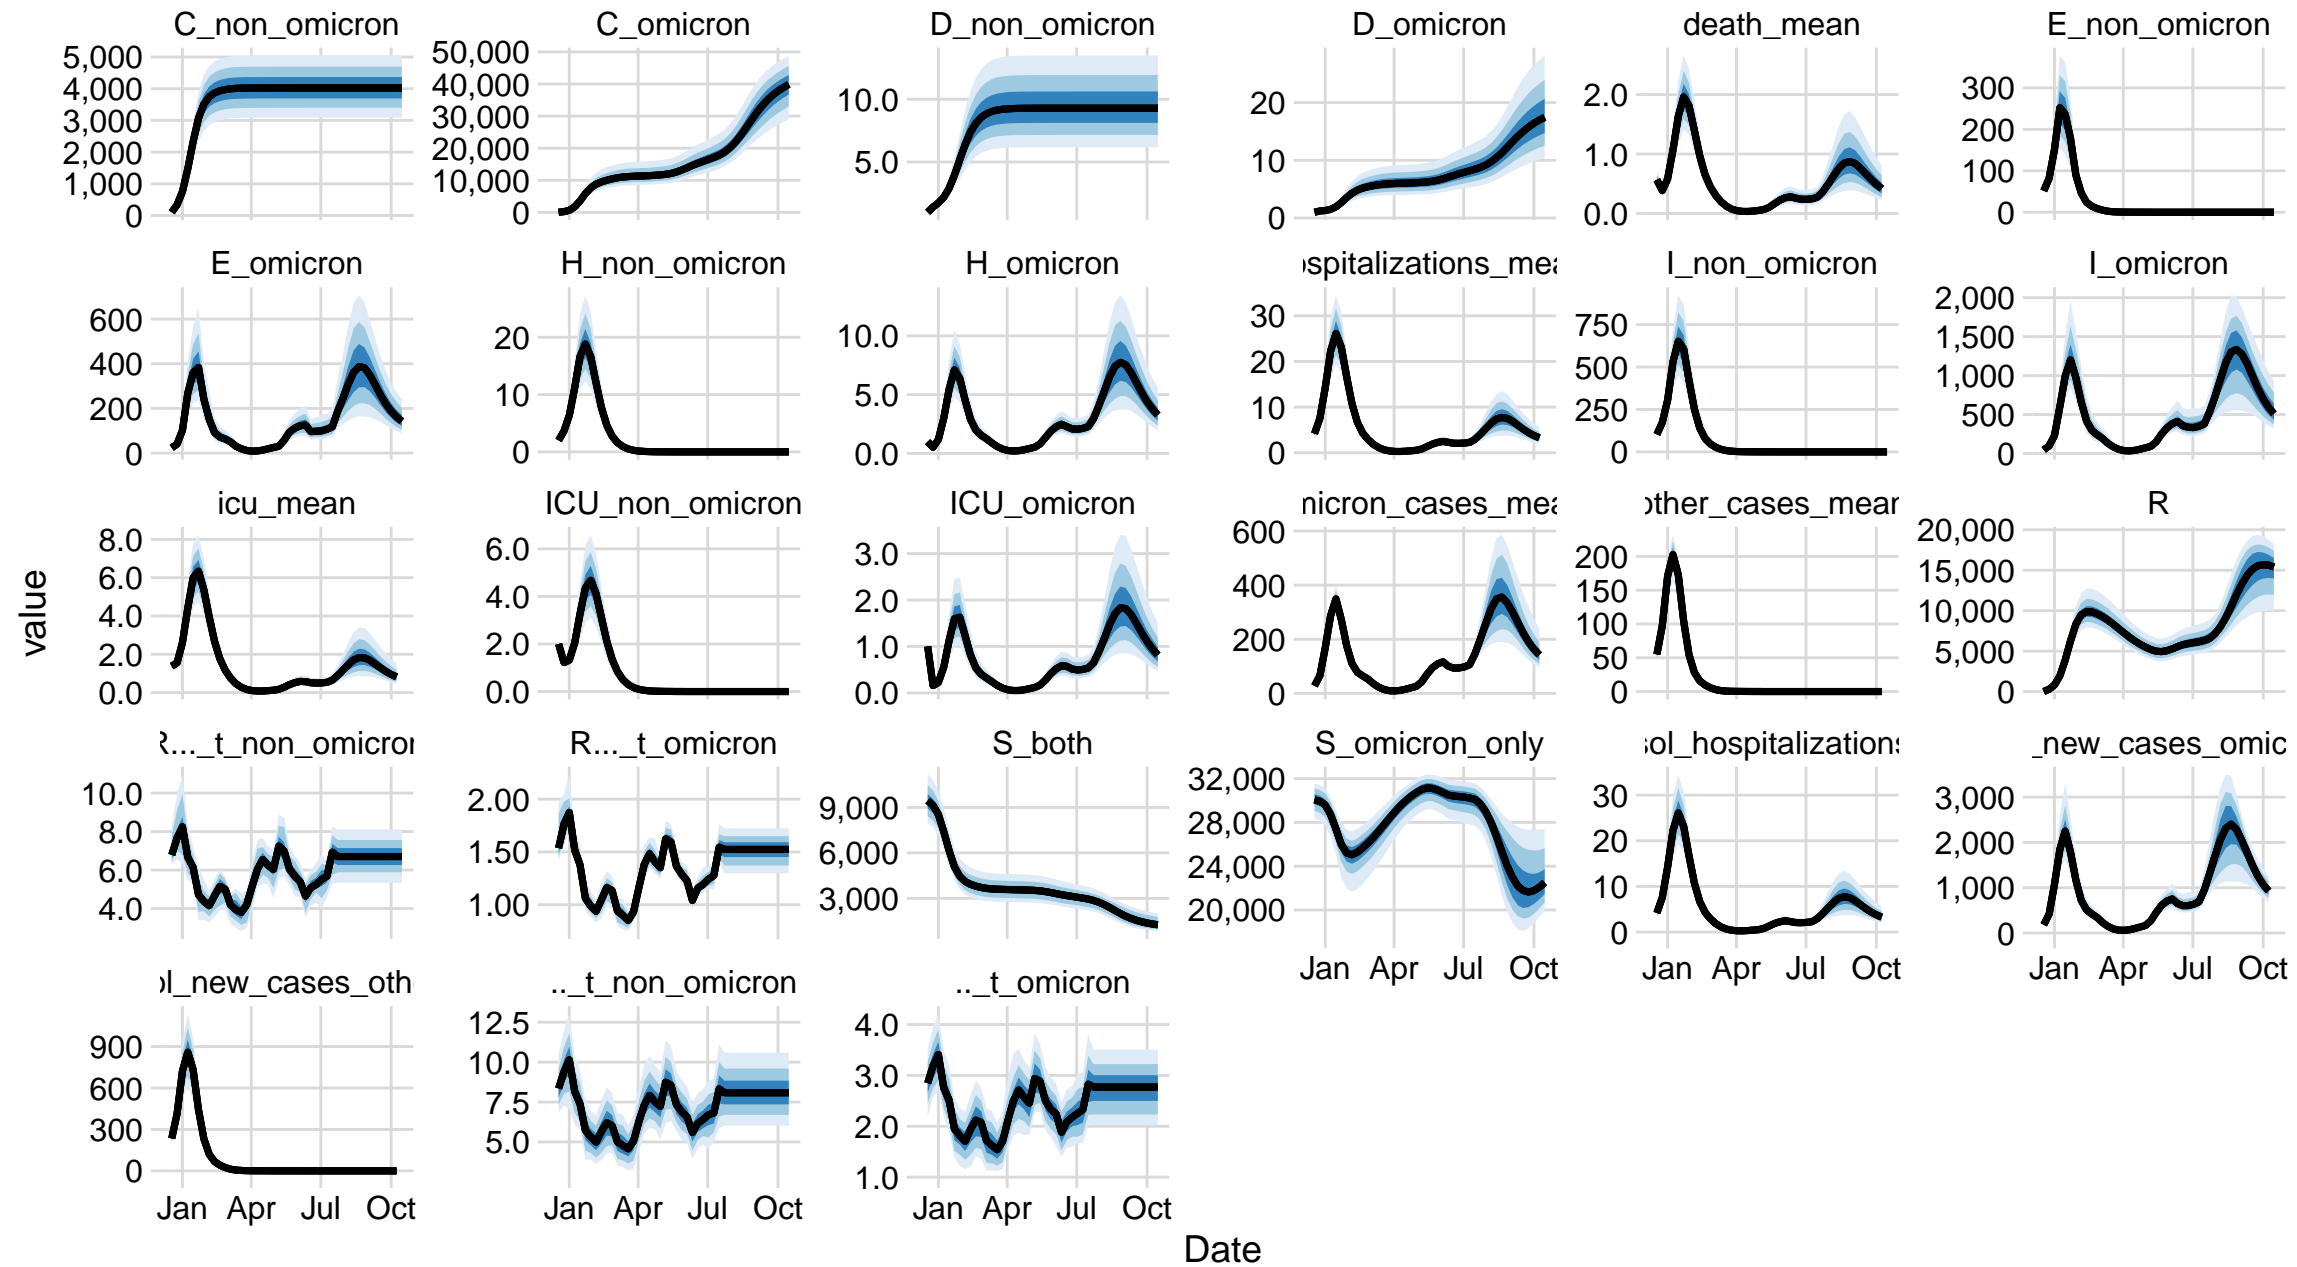 C_non_omicron C_omicron D_non_omicron D_omicron death_mean E_non_omicron
5,000 4,000 3,000 2,000 1,000 0
50,000 40,000 30,000 20,000 10,000 0
10.0 5.0
20 10 0
2.0 1.0 0.0
300 200 100 0
E_omicron H_non_omicron H_omicron ospitalizations_mea I_non_omicron I_omicron
600 400 200 0
20 10 0
10.0 5.0 0.0
30 20 10 0
750 500 250 0
2,000 1,500 1,000 500 0
icu_mean ICU_non_omicron ICU_omicron micron_cases_mea other_cases_mean R
8.0 6.0 4.0 2.0 0.0
6.0 4.0 2.0 0.0
3.0 2.0 1.0 0.0
600 400 200 0
200 150 100 50 0
20,000 15,000 10,000 5,000 0
value
R..._t_non_omicron R..._t_omicron S_both S_omicron_only sol_hospitalizations _new_cases_omic
10.0 8.0 6.0 4.0
2.00 1.50 1.00
9,000 6,000 3,000
32,000 28,000 24,000 20,000
30 20 10 0
3,000 2,000 1,000 0
Jan Apr Jul Oct
Jan Apr Jul Oct
Jan Apr Jul Oct
ol_new_cases_oth .._t_non_omicron .._t_omicron
900 600 300 0
12.5 10.0 7.5 5.0
4.0 3.0 2.0 1.0
Jan Apr Jul Oct
Jan Apr Jul Oct
Jan Apr Jul Oct
Date